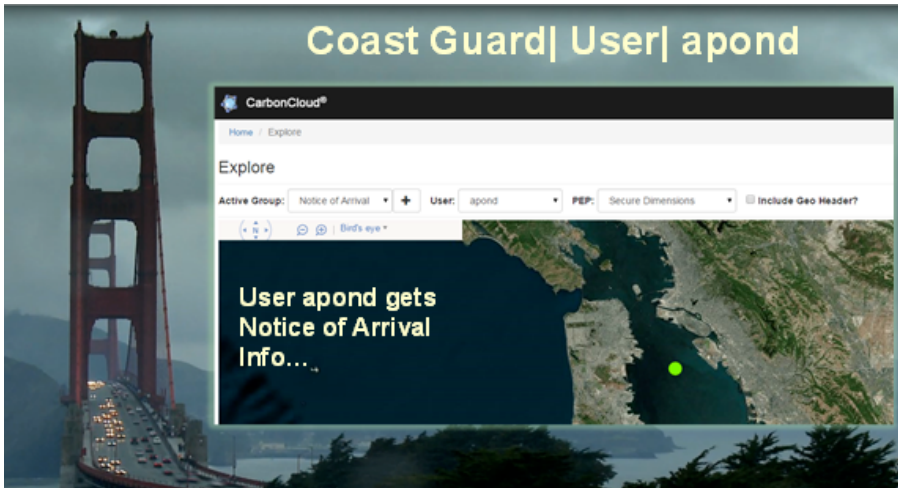 Coast Guard| User| apond
CarbonCloud®
Home / Explore
Explore
Active Group: Notice of Arrival + User: apond PEP: Secure Dimensions Include Geo Header?
N Bird's eye
User apond gets
Notice of Arrival
Info...